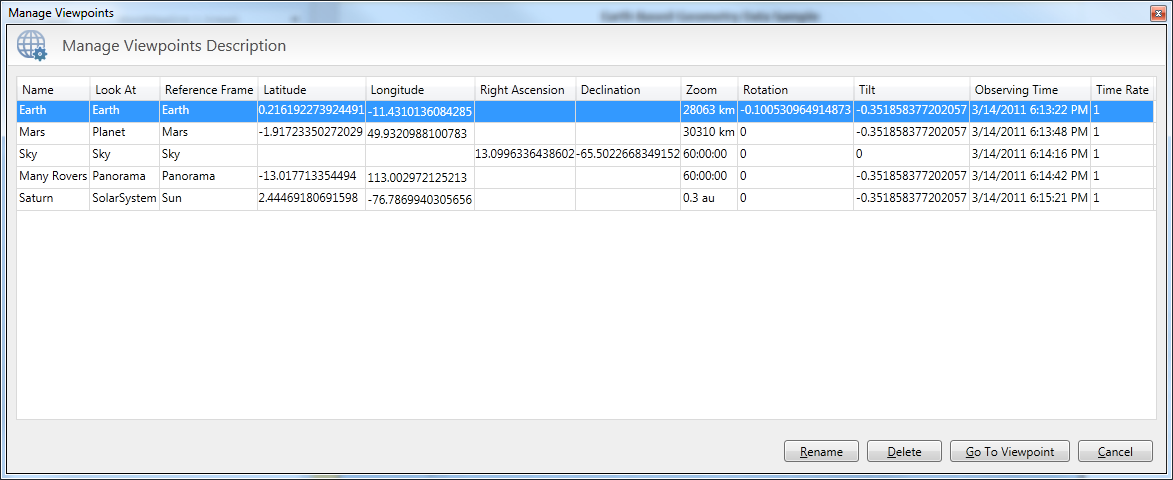 Manage Viewpoints
Earth Based Geometry Data Sample
Manage Viewpoints Description
Name Look At Reference Frame Latitude Longitude Right Ascension Declination Zoom Rotation Tilt Observing Time Time Rate
Earth Earth Earth 0.216192273924491 -11.4310136084285 28063 km -0.100530964914873 -0.351858377202057 3/14/2011 6:13:22 PM 1
Mars Planet Mars -1.91723350272029 49.9320988100783 30310 km 0 -0.351858377202057 3/14/2011 6:13:48 PM 1
Sky Sky Sky 13.0996336438602 -65.5022668349152 60:00:00 0 0 3/14/2011 6:14:16 PM 1
Many Rovers Panorama Panorama -13.017713354494 113.002972125213 60:00:00 0 -0.351858377202057 3/14/2011 6:14:42 PM 1
Saturn SolarSystem Sun 2.44469180691598 -76.7869940305656 0.3 au 0 -0.351858377202057 3/14/2011 6:15:21 PM 1
Rename Delete Go To Viewpoint Cancel